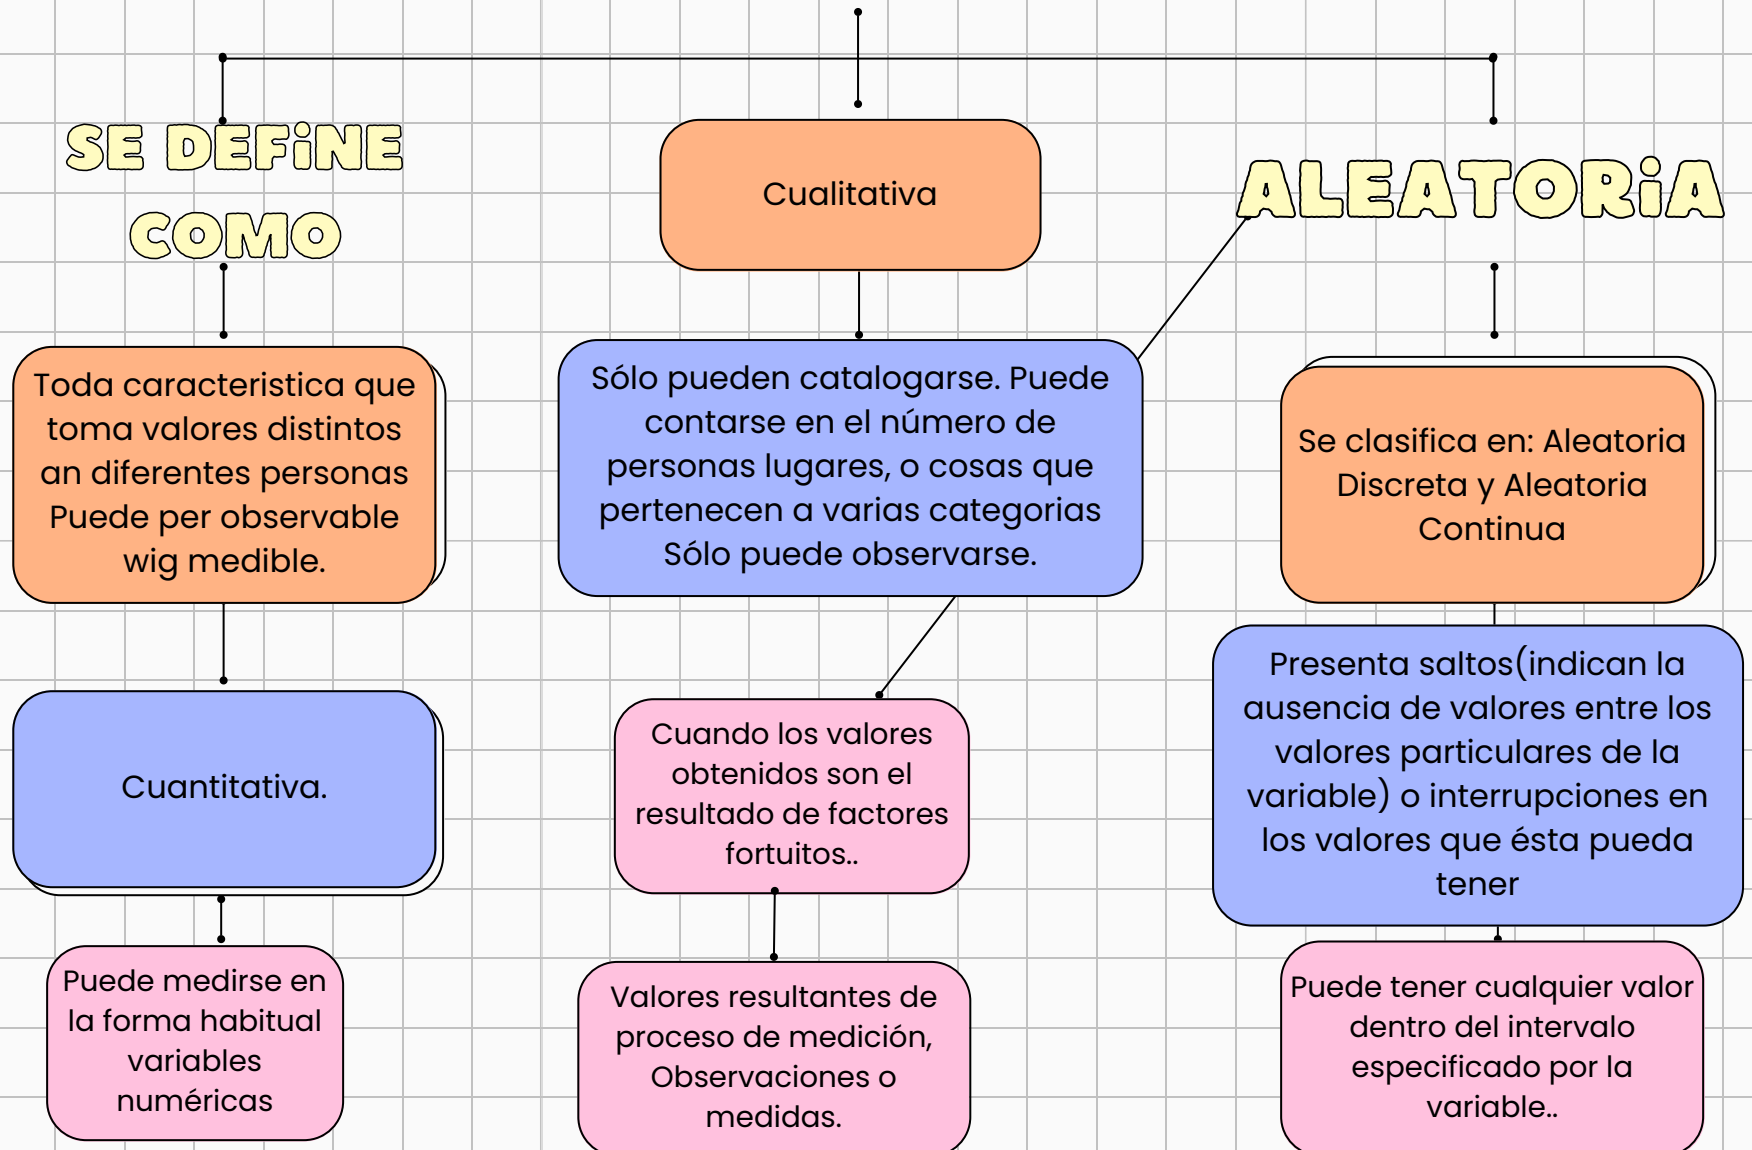 SE DEFiNE
COMO
Toda caracteristica que
toma valores distintos
an diferentes personas
Puede per observable
wig medible.
Cuantitativa.
Puede medirse en
la forma habitual
variables
numéricas
Cualitativa
Sólo pueden catalogarse. Puede
contarse en el número de
personas lugares, o cosas que
pertenecen a varias categorias
Sólo puede observarse.
Cuando los valores
obtenidos son el
resultado de factores
fortuitos..
Valores resultantes de
proceso de medición,
Observaciones o
medidas.
ALEATORiA
Se clasifica en: Aleatoria
Discreta y Aleatoria
Continua
Presenta saltos(indican la
ausencia de valores entre los
valores particulares de la
variable) o interrupciones en
los valores que ésta pueda
tener
Puede tener cualquier valor
dentro del intervalo
especificado por la
variable..